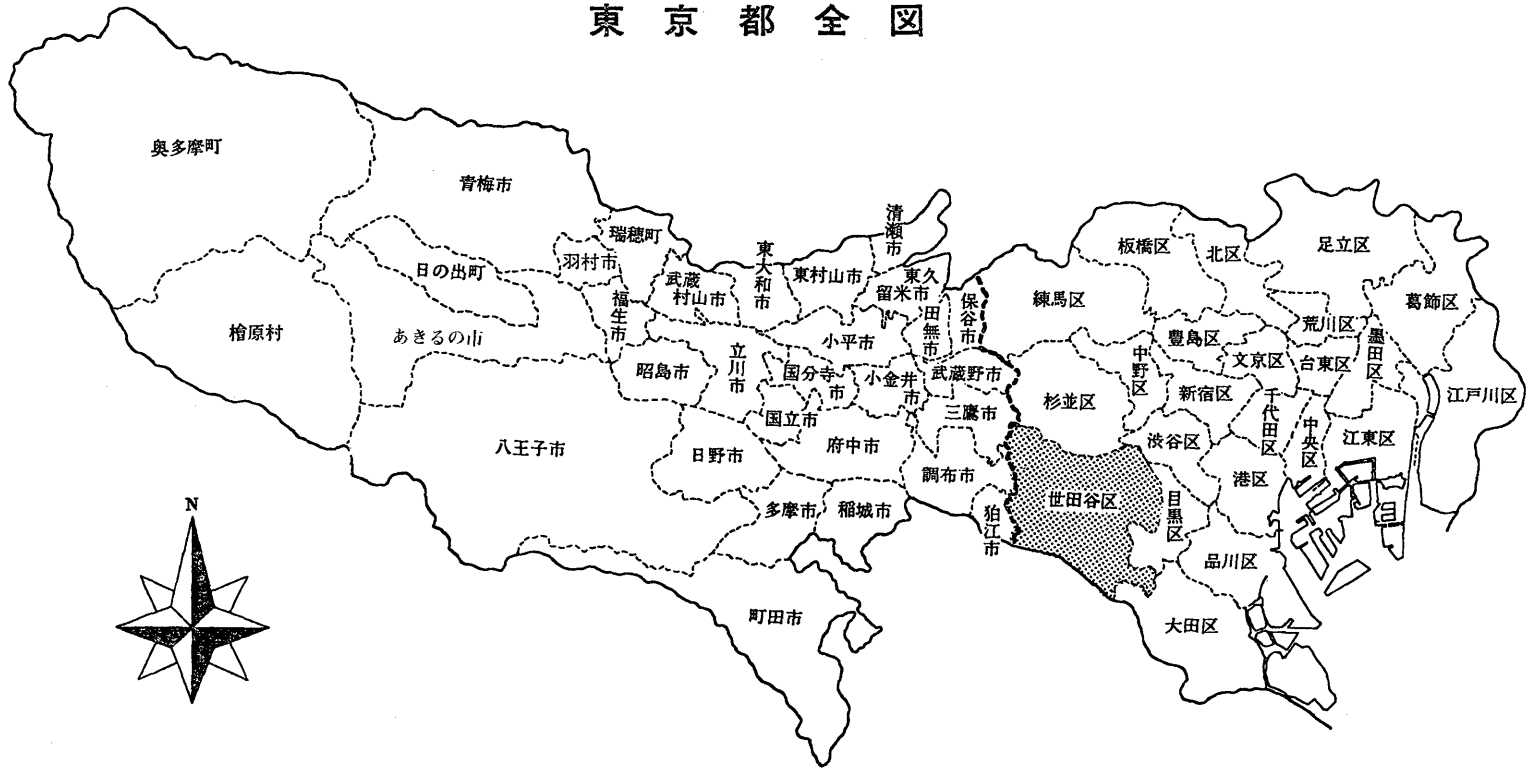 東京都全図
奥多摩町
青梅市
瑞穂町
羽村市
日の出町
檜原村
あきるの市
福生市
武蔵
村山市
東大和市
東村山市
清瀬市
東久
留米市
田無市
保谷市
昭島市
立川市
小平市
国分寺
市
小金井
市
武蔵野市
三鷹市
国立市
府中市
調布市
狛江市
八王子市
日野市
多摩市
稲城市
町田市
練馬区
板橋区
北区
足立区
葛飾区
荒川区
墨田区
豊島区
文京区
台東区
中野区
杉並区
新宿区
千代田区
中央区
江東区
江戸川区
渋谷区
港区
世田谷区
目黒区
品川区
大田区
N